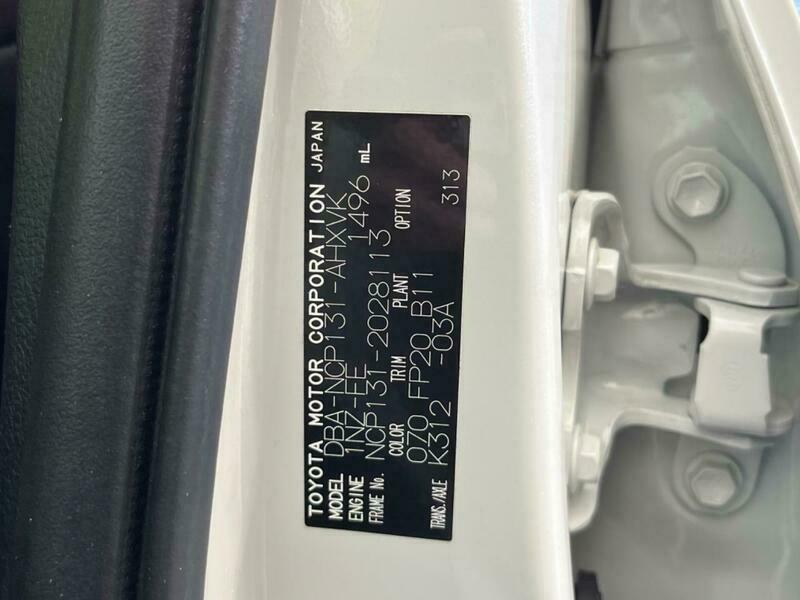 TOYOTA MOTOR CORPORATION JAPAN
MODEL DBA-NCP131-AHXVK
ENGINE 1NZ-FE 1496 mL
FRAME No. NCP131-2028113
COLOR TRIM PLANT OPTION
070 FP20 B11 313
TRANS./AXLE K312 -03A